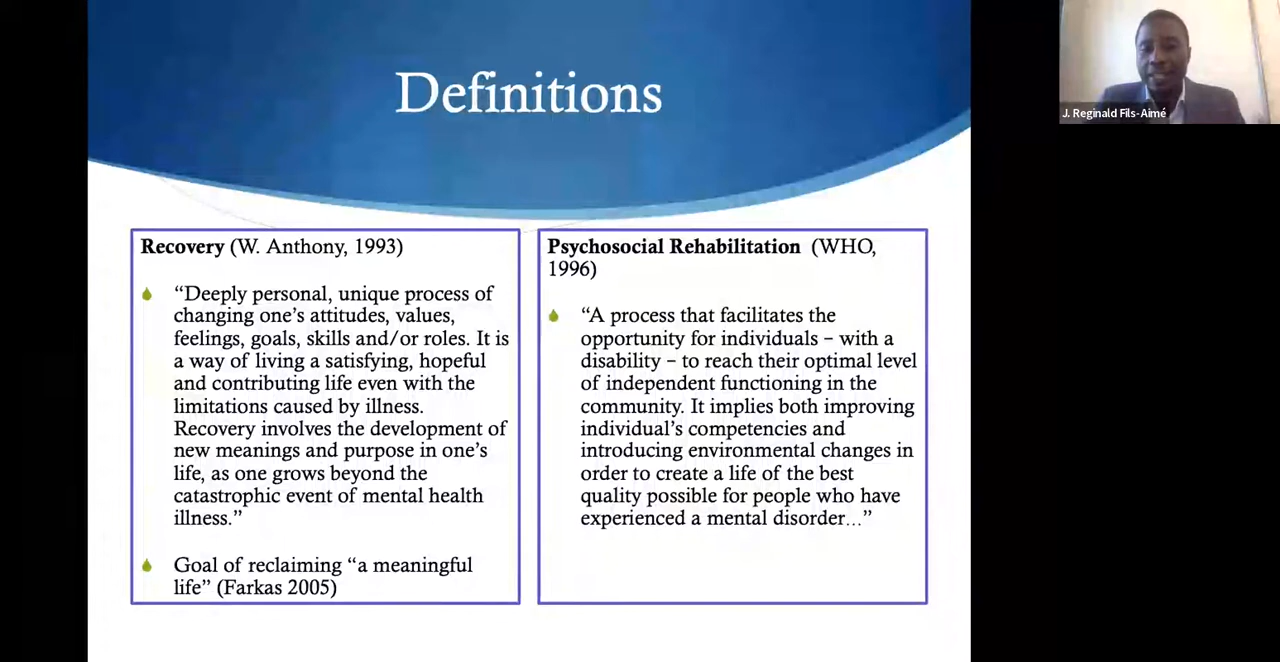 Definitions
J. Reginald Fils-Aimé
Recovery (W. Anthony, 1993)
“Deeply personal, unique process of
changing one’s attitudes, values,
feelings, goals, skills and/or roles. It is
a way of living a satisfying, hopeful
and contributing life even with the
limitations caused by illness.
Recovery involves the development of
new meanings and purpose in one’s
life, as one grows beyond the
catastrophic event of mental health
illness.”
Goal of reclaiming “a meaningful
life” (Farkas 2005)
Psychosocial Rehabilitation (WHO,
1996)
“A process that facilitates the
opportunity for individuals – with a
disability – to reach their optimal level
of independent functioning in the
community. It implies both improving
individual’s competencies and
introducing environmental changes in
order to create a life of the best
quality possible for people who have
experienced a mental disorder...”